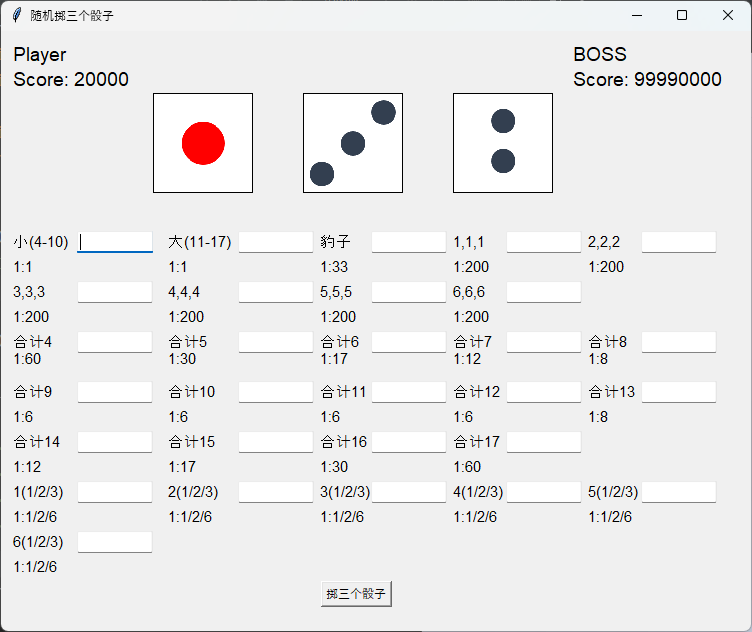 随机掷三个骰子
Player
BOSS
Score: 20000
Score: 99990000
小(4-10) 大(11-17) 豹子 1,1,1 2,2,2
1:1 1:1 1:33 1:200 1:200
3,3,3 4,4,4 5,5,5 6,6,6
1:200 1:200 1:200 1:200
合计4 合计5 合计6 合计7 合计8
1:60 1:30 1:17 1:12 1:8
合计9 合计10 合计11 合计12 合计13
1:6 1:6 1:6 1:6 1:8
合计14 合计15 合计16 合计17
1:12 1:17 1:30 1:60
1(1/2/3) 2(1/2/3) 3(1/2/3) 4(1/2/3) 5(1/2/3)
1:1/2/6 1:1/2/6 1:1/2/6 1:1/2/6 1:1/2/6
6(1/2/3)
1:1/2/6
掷三个骰子